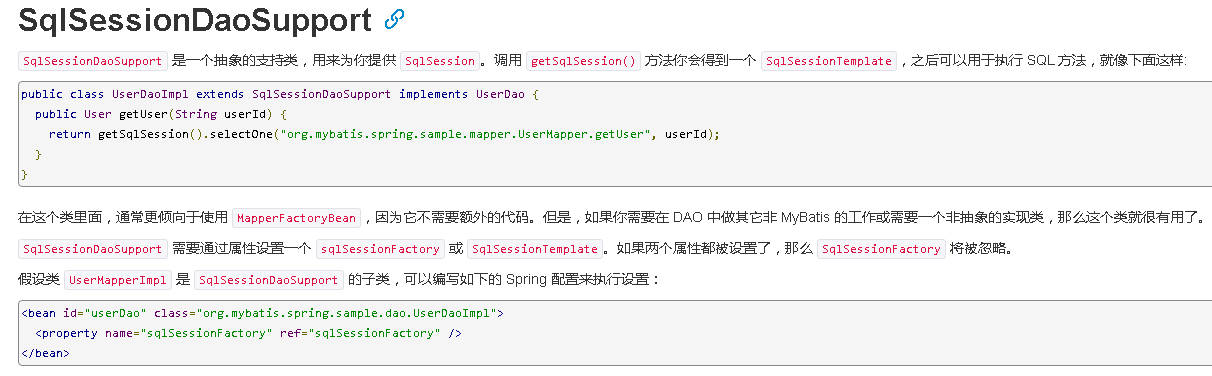 SqlSessionDaoSupport
SqlSessionDaoSupport 是一个抽象的支持类，用来为你提供 SqlSession。调用 getSqlSession() 方法你会得到一个 SqlSessionTemplate，之后可以用于执行 SQL 方法，就像下面这样:
public class UserDaoImpl extends SqlSessionDaoSupport implements UserDao {
  public User getUser(String userId) {
    return getSqlSession().selectOne("org.mybatis.spring.sample.mapper.UserMapper.getUser", userId);
  }
}
在这个类里面，通常更倾向于使用 MapperFactoryBean，因为它不需要额外的代码。但是，如果你需要在 DAO 中做其它非 MyBatis 的工作或需要一个非抽象的实现类，那么这个类就很有用了。
SqlSessionDaoSupport 需要通过属性设置一个 sqlSessionFactory 或 SqlSessionTemplate。如果两个属性都被设置了，那么 SqlSessionFactory 将被忽略。
假设类 UserMapperImpl 是 SqlSessionDaoSupport 的子类，可以编写如下的 Spring 配置来执行设置：
<bean id="userDao" class="org.mybatis.spring.sample.dao.UserDaoImpl">
  <property name="sqlSessionFactory" ref="sqlSessionFactory" />
</bean>